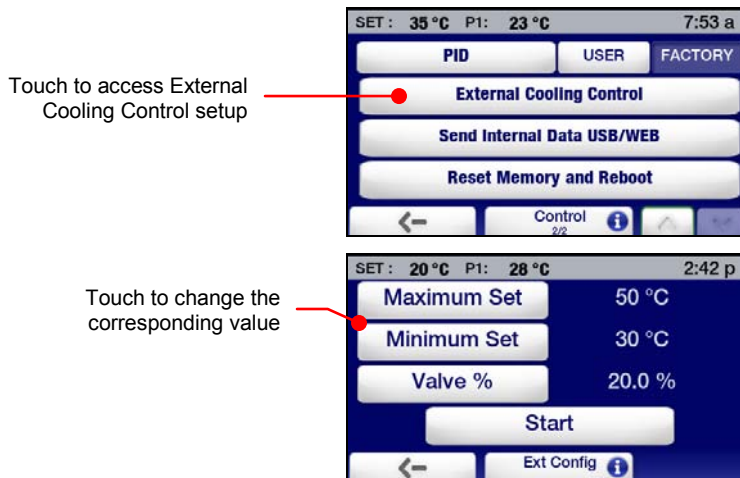 SET : 35 °C P1: 23 °C 7:53 a
PID USER FACTORY
Touch to access External
Cooling Control setup
External Cooling Control
Send Internal Data USB/WEB
Reset Memory and Reboot
<- Control
2/2
SET : 20 °C P1: 28 °C 2:42 p
Touch to change the
corresponding value
Maximum Set 50 °C
Minimum Set 30 °C
Valve % 20.0 %
Start
<- Ext Config